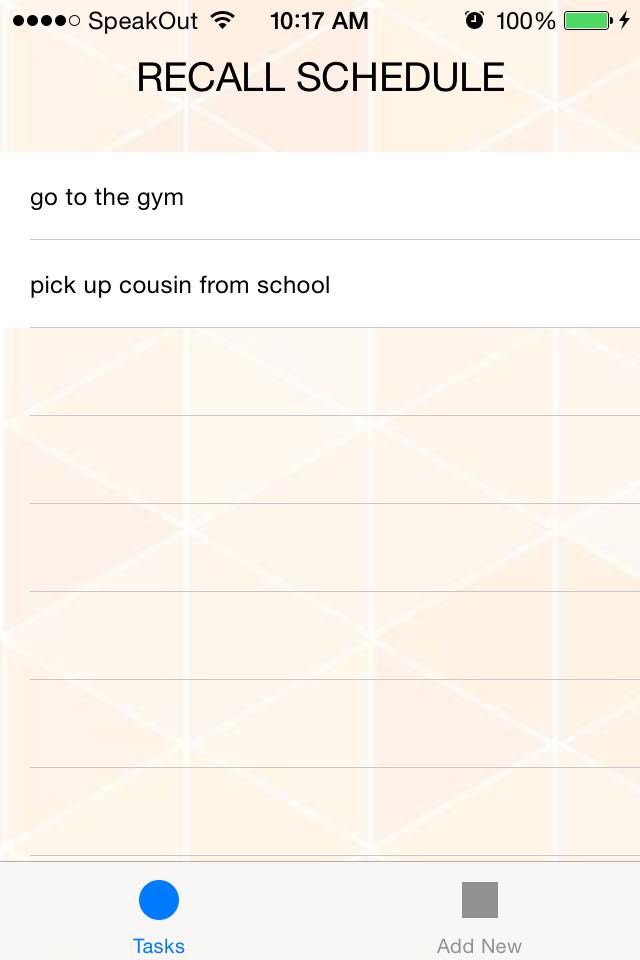 SpeakOut 10:17 AM 100%
RECALL SCHEDULE
go to the gym
pick up cousin from school
Tasks Add New